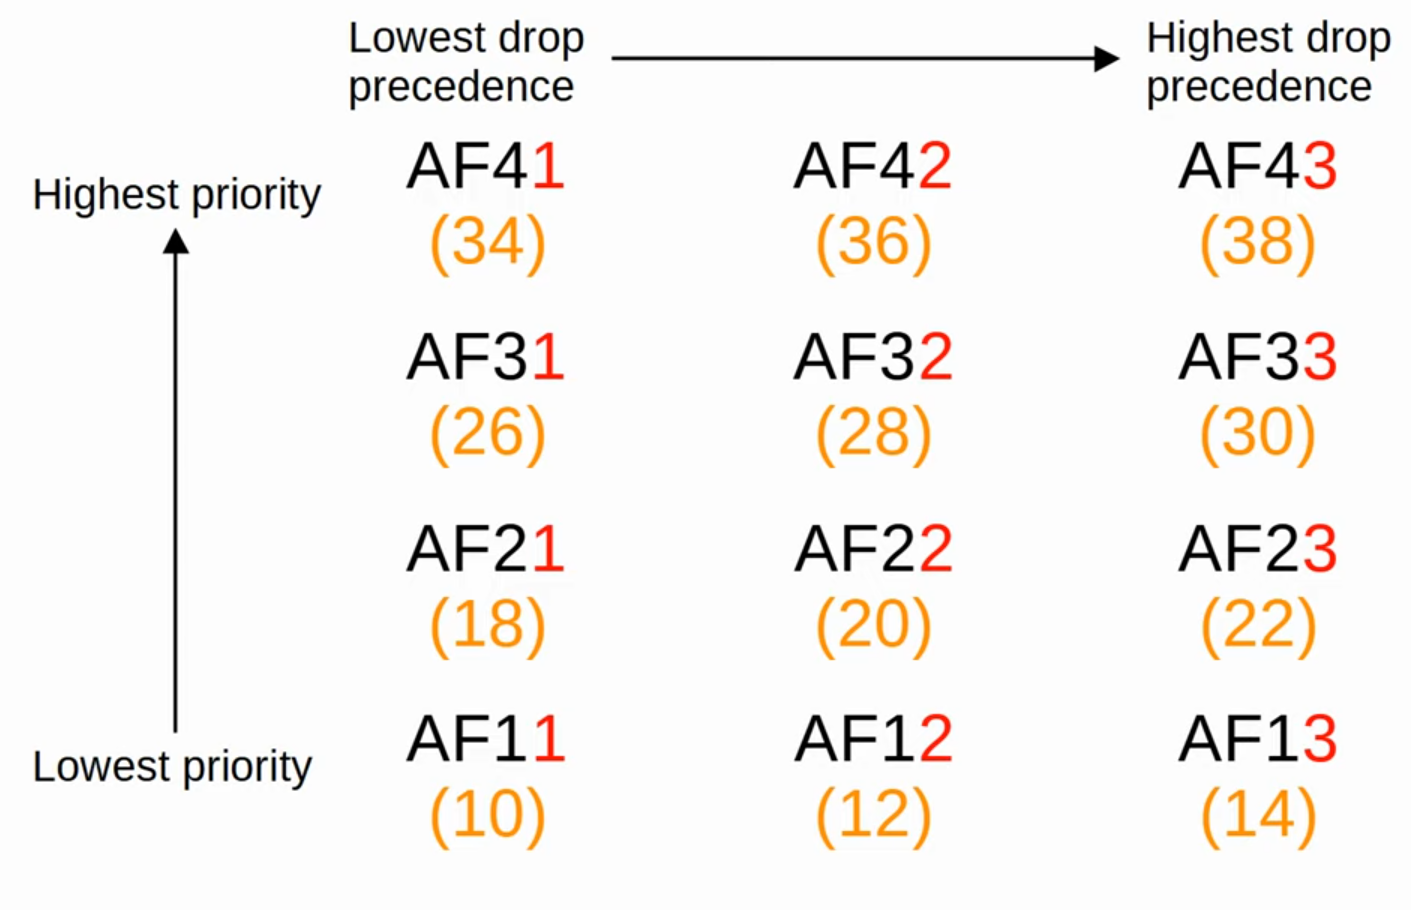 Lowest drop
precedence
Highest drop
precedence
Highest priority
AF41 AF42 AF43
(34) (36) (38)
AF31 AF32 AF33
(26) (28) (30)
AF21 AF22 AF23
(18) (20) (22)
Lowest priority
AF11 AF12 AF13
(10) (12) (14)